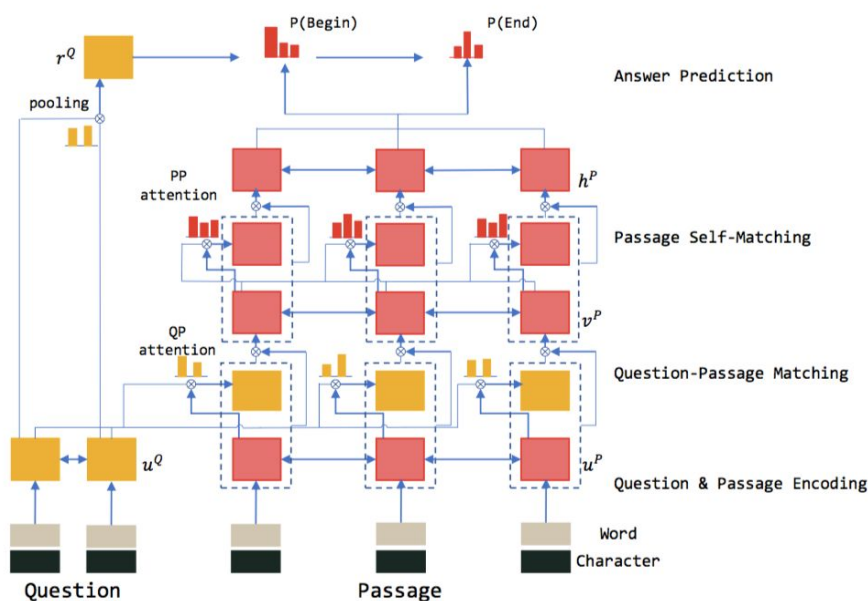 P(Begin)
P(End)
r^Q
Answer Prediction
pooling
PP
attention
h^P
Passage Self-Matching
v^P
QP
attention
Question-Passage Matching
u^Q
u^P
Question & Passage Encoding
Word
Character
Question
Passage